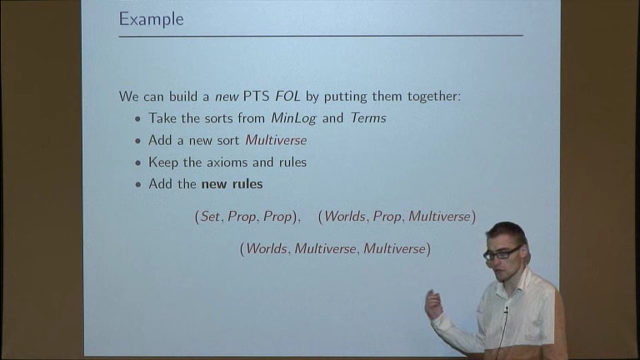 Example
We can build a new PTS FOL by putting them together:
• Take the sorts from MinLog and Terms
• Add a new sort Multiverse
• Keep the axioms and rules
• Add the new rules
(Set, Prop, Prop), (Worlds, Prop, Multiverse)
(Worlds, Multiverse, Multiverse)